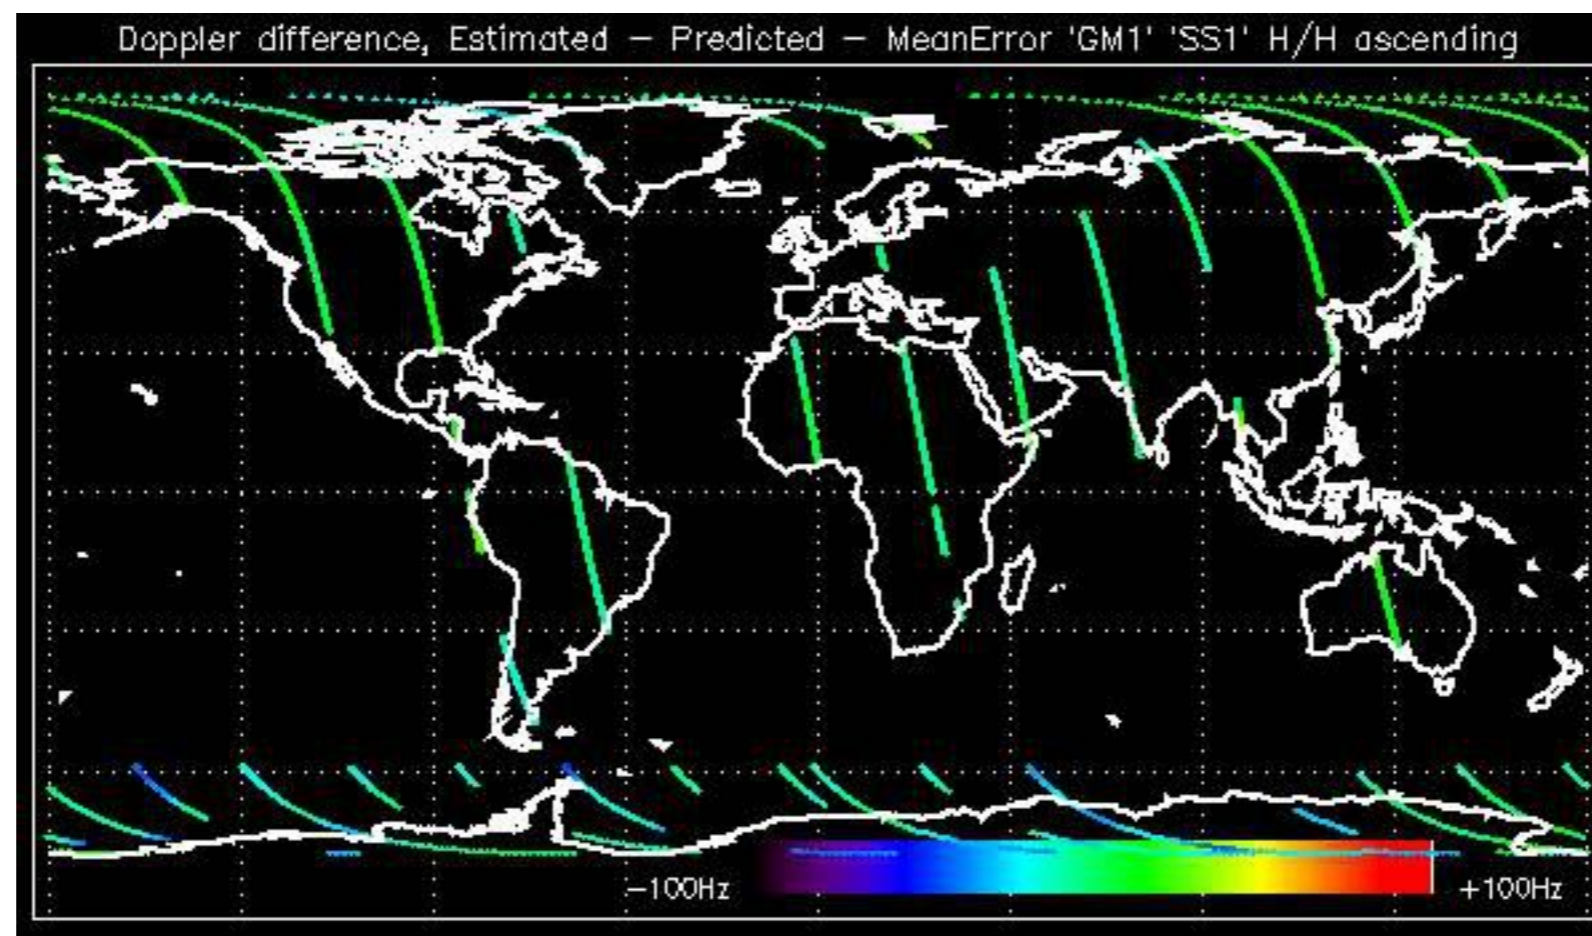 Doppler difference, Estimated − Predicted − MeanError 'GM1' 'SS1' H/H ascending
−100Hz
+100Hz